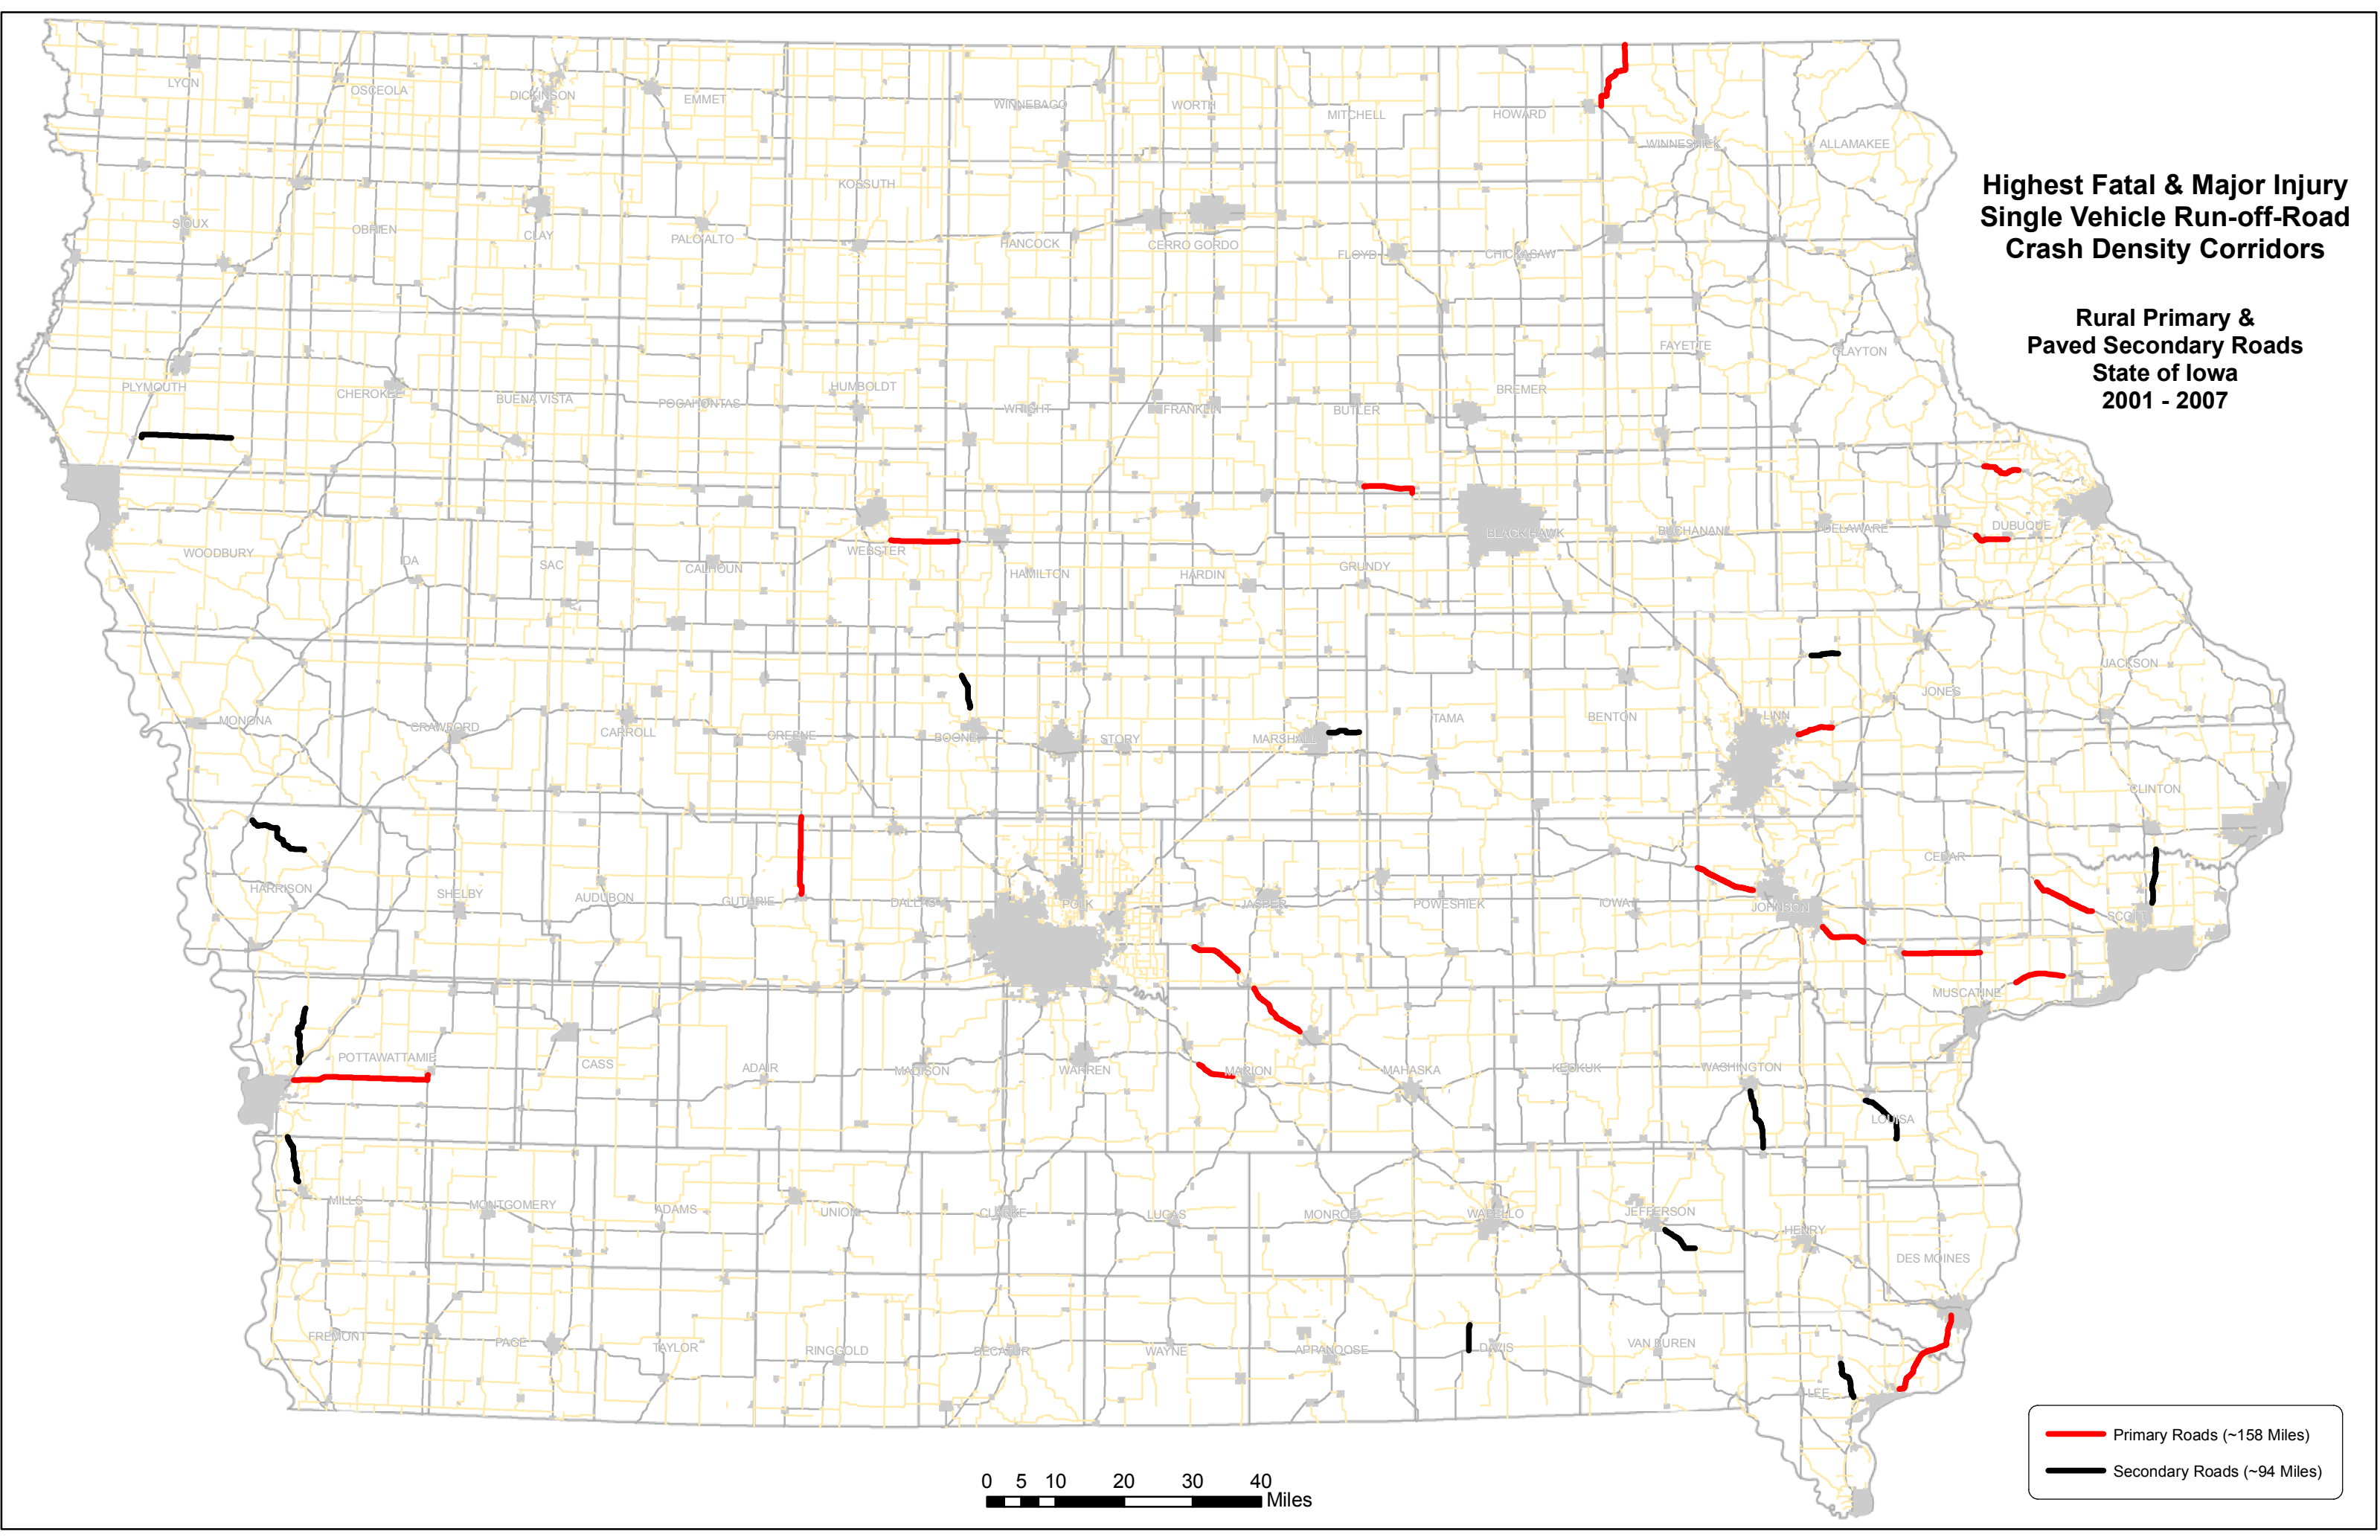 LYON
OSCEOLA
DICKINSON
EMMET
WINNEBAGO
WORTH
MITCHELL
HOWARD
WINNESHIEK
ALLAMAKEE
Highest Fatal & Major Injury
Single Vehicle Run-off-Road
Crash Density Corridors
Rural Primary &
Paved Secondary Roads
State of Iowa
2001 - 2007
SIOUX
OBRIEN
CLAY
PALO ALTO
KOSSUTH
HANCOCK
CERRO GORDO
FLOYD
CHICKASAW
PLYMOUTH
CHEROKEE
BUENA VISTA
POCAHONTAS
HUMBOLDT
WRIGHT
FRANKLIN
BUTLER
BREMER
FAYETTE
CLAYTON
WOODBURY
IDA
SAC
CALHOUN
WEBSTER
HAMILTON
HARDIN
GRUNDY
BLACK HAWK
BUCHANAN
DELAWARE
DUBUQUE
MONONA
CRAWFORD
CARROLL
GREENE
BOONE
STORY
MARSHALL
TAMA
BENTON
LINN
JONES
JACKSON
HARRISON
SHELBY
AUDUBON
GUTHRIE
DALLAS
POLK
JASPER
POWESHIEK
IOWA
JOHNSON
CEDAR
CLINTON
SCOTT
POTTAWATTAMIE
CASS
ADAIR
MADISON
WARREN
MARION
MAHASKA
KEOKUK
WASHINGTON
LOUISA
MUSCATINE
MILLS
MONTGOMERY
ADAMS
UNION
CLARKE
LUCAS
MONROE
WAPELLO
JEFFERSON
HENRY
DES MOINES
FREMONT
PAGE
TAYLOR
RINGGOLD
DECATUR
WAYNE
APPANOOSE
DAVIS
VAN BUREN
LEE
Primary Roads (~158 Miles)
Secondary Roads (~94 Miles)
0 5 10 20 30 40
Miles